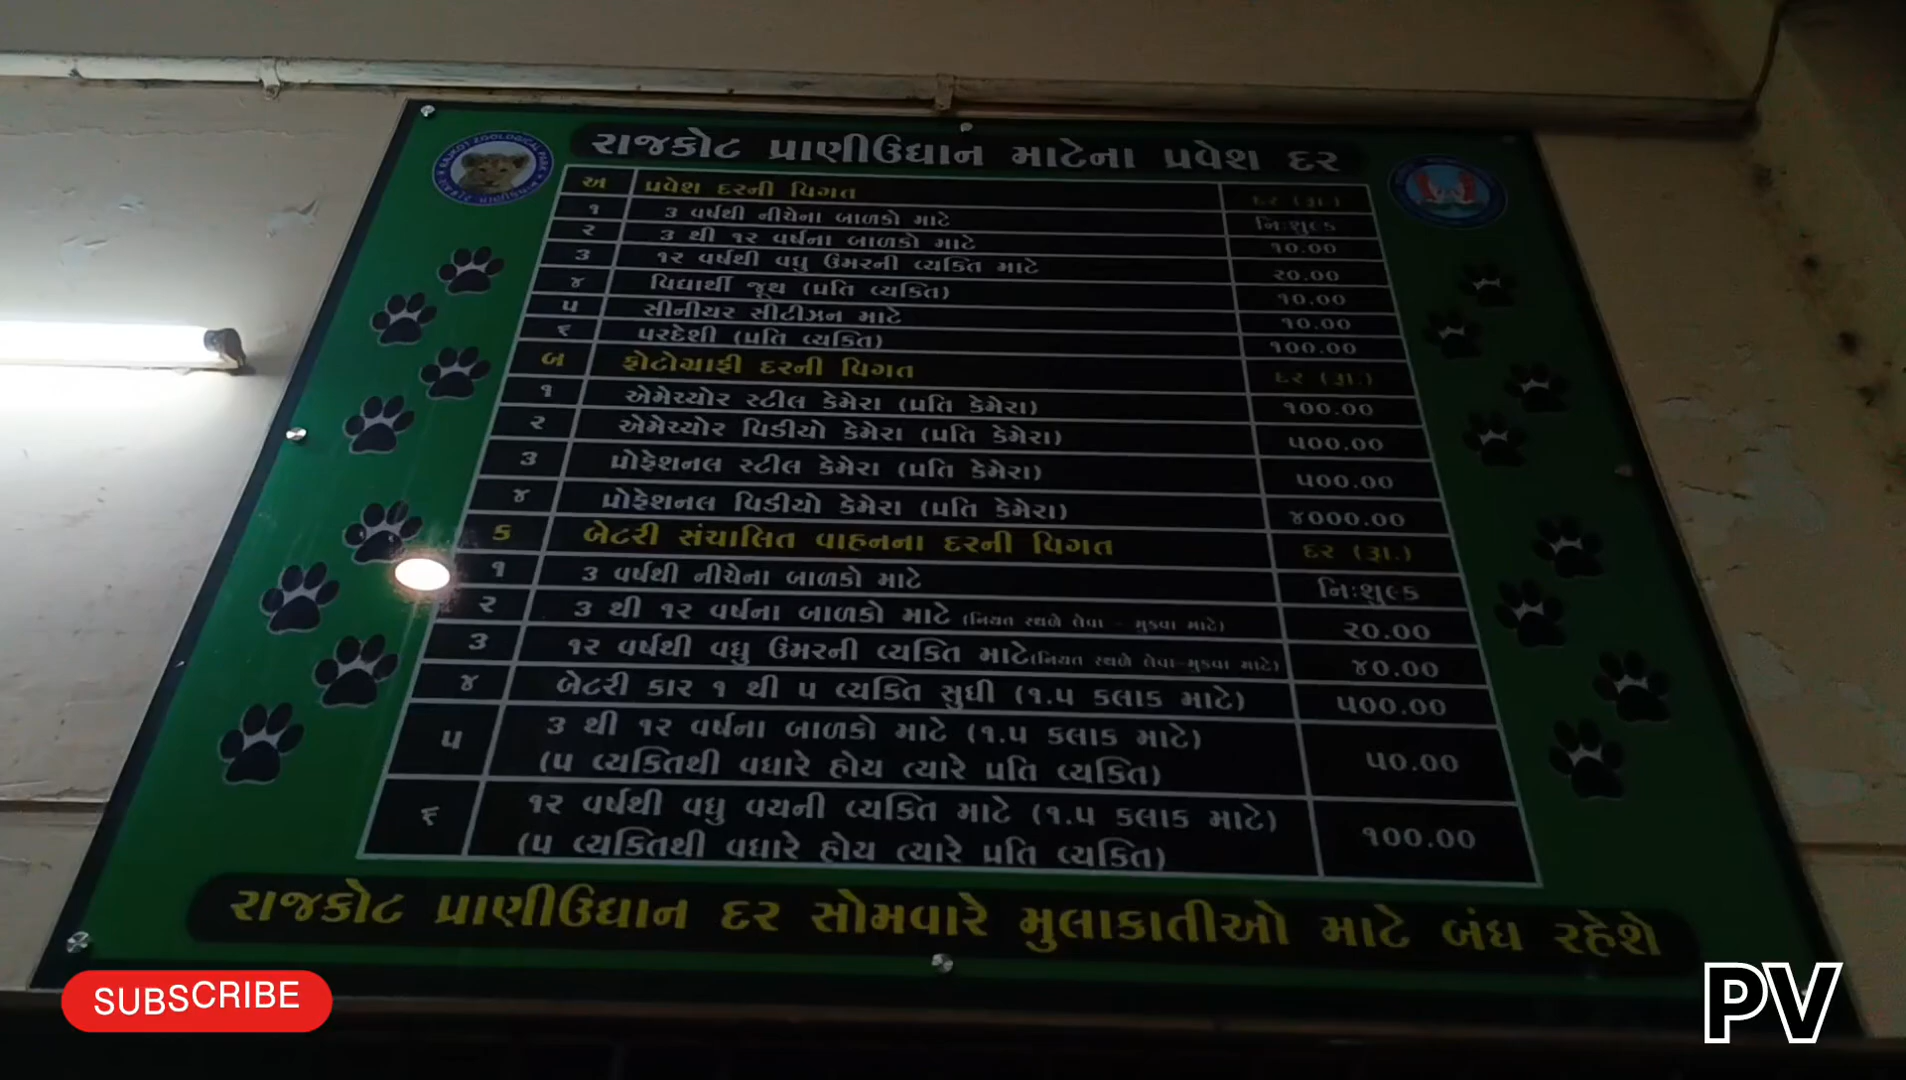 RAJKOT ZOOLOGICAL PARK
રાજકોટ પ્રાણીઉદ્યાન માટેના પ્રવેશ દર
અ પ્રવેશ દરની વિગત દર (રૂા.)
૧ ૩ વર્ષથી નીચેના બાળકો માટે નિઃશુલ્ક
૨ ૩ થી ૧૨ વર્ષના બાળકો માટે ૧૦.૦૦
૩ ૧૨ વર્ષથી વધુ ઉંમરની વ્યકિત માટે ૨૦.૦૦
૪ વિદ્યાર્થી જૂથ (પ્રતિ વ્યકિત) ૧૦.૦૦
૫ સીનીયર સીટીઝન માટે ૧૦.૦૦
૬ પરદેશી (પ્રતિ વ્યકિત) ૧૦૦.૦૦
બ ફોટોગ્રાફી દરની વિગત દર (રૂા.)
૧ એમેચ્યોર સ્ટીલ કેમેરા (પ્રતિ કેમેરા) ૧૦૦.૦૦
૨ એમેચ્યોર વિડીયો કેમેરા (પ્રતિ કેમેરા) ૫૦૦.૦૦
૩ પ્રોફેશનલ સ્ટીલ કેમેરા (પ્રતિ કેમેરા) ૫૦૦.૦૦
૪ પ્રોફેશનલ વિડીયો કેમેરા (પ્રતિ કેમેરા) ૪૦૦૦.૦૦
ક બેટરી સંચાલિત વાહનના દરની વિગત દર (રૂા.)
૧ ૩ વર્ષથી નીચેના બાળકો માટે નિઃશુલ્ક
૨ ૩ થી ૧૨ વર્ષના બાળકો માટે (નિયત સ્થળે લેવા - મુકવા માટે) ૨૦.૦૦
૩ ૧૨ વર્ષથી વધુ ઉંમરની વ્યકિત માટે (નિયત સ્થળે લેવા-મુકવા માટે) ૪૦.૦૦
૪ બેટરી કાર ૧ થી ૫ વ્યકિત સુધી (૧.૫ કલાક માટે) ૫૦૦.૦૦
૫ ૩ થી ૧૨ વર્ષના બાળકો માટે (૧.૫ કલાક માટે)
(૫ વ્યકિતથી વધારે હોય ત્યારે પ્રતિ વ્યકિત) ૫૦.૦૦
૬ ૧૨ વર્ષથી વધુ વયની વ્યકિત માટે (૧.૫ કલાક માટે)
(૫ વ્યકિતથી વધારે હોય ત્યારે પ્રતિ વ્યકિત) ૧૦૦.૦૦
રાજકોટ પ્રાણીઉદ્યાન દર સોમવારે મુલાકાતીઓ માટે બંધ રહેશે
SUBSCRIBE
PV